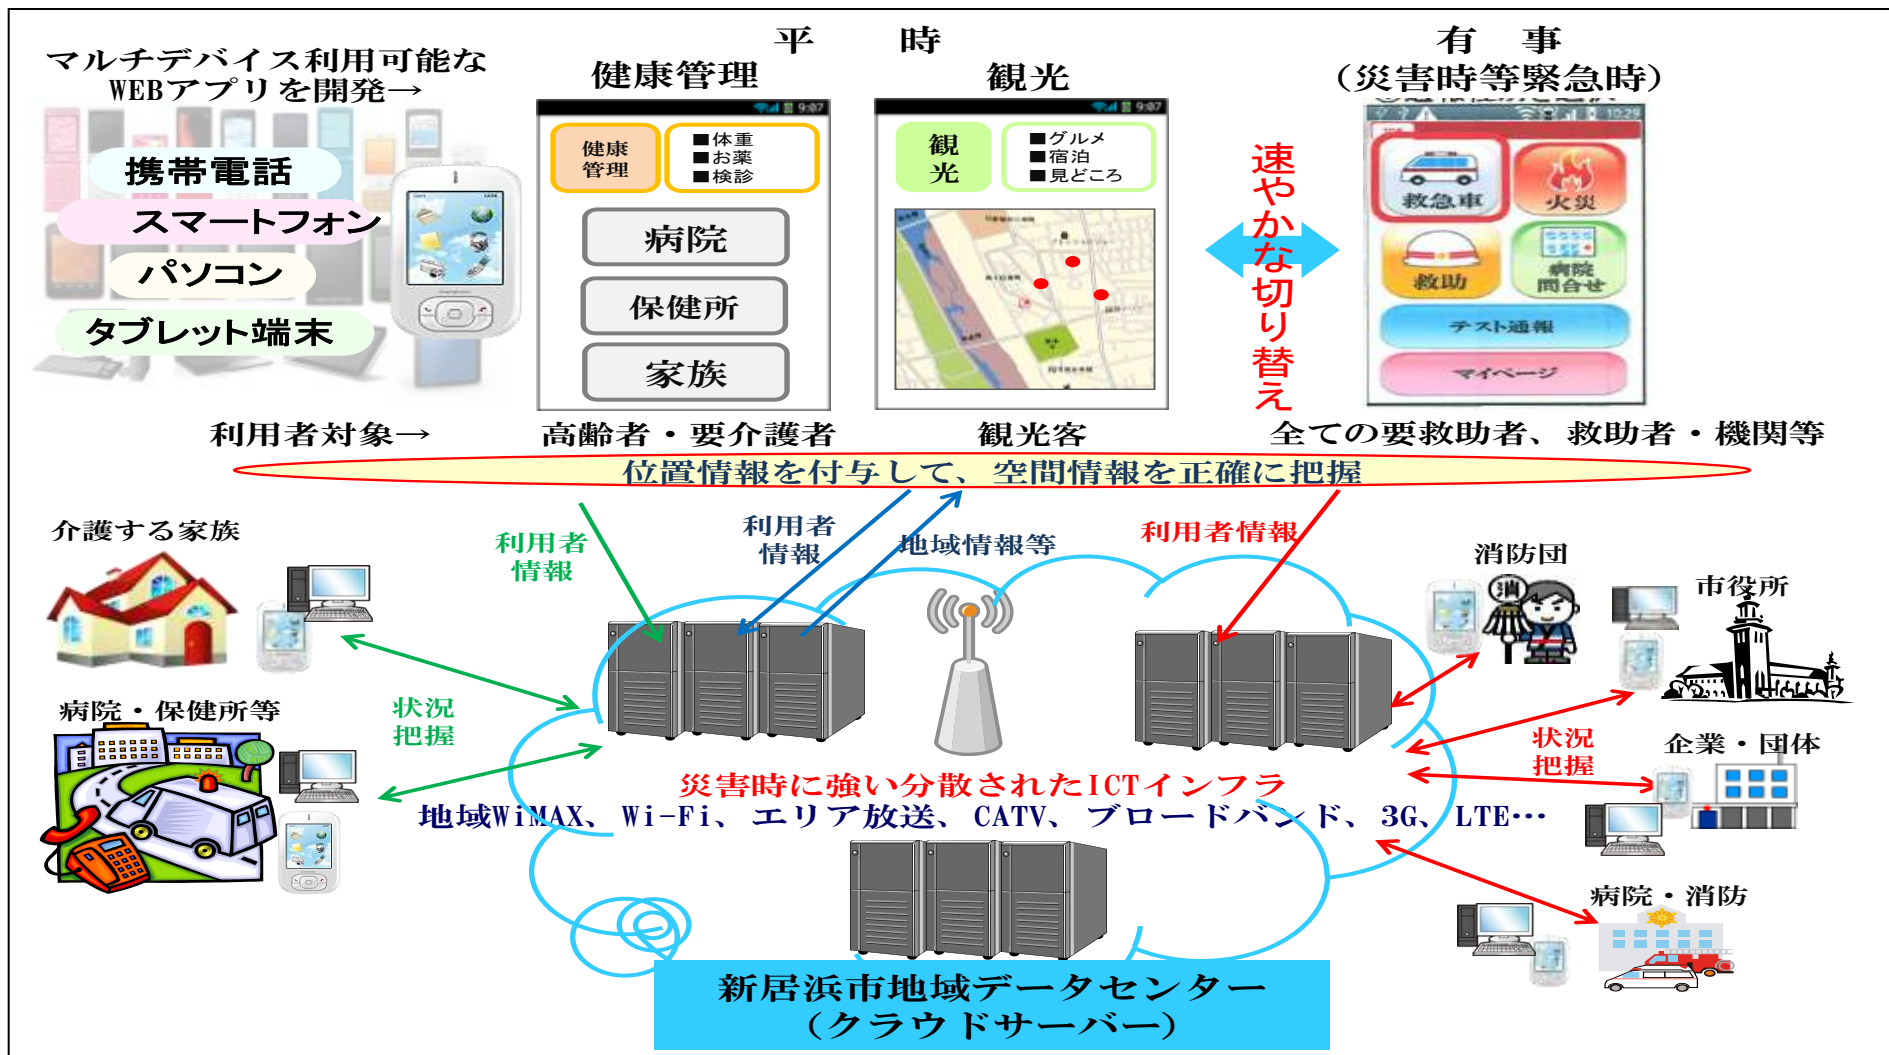 マルチデバイス利用可能な
WEBアプリを開発→
携帯電話
スマートフォン
パソコン
タブレット端末
平　時
健康管理
9:07
健康
管理
■体重
■お薬
■検診
病院
保健所
家族
観光
9:07
観
光
■グルメ
■宿泊
■見どころ
速やかな切り替え
有　事
（災害時等緊急時）
10:29
救急車
火災
救助
病院
問合せ
テスト通報
マイページ
利用者対象→
高齢者・要介護者
観光客
全ての要救助者、救助者・機関等
位置情報を付与して、空間情報を正確に把握
介護する家族
利用者
情報
利用者
情報
地域情報等
利用者情報
消防団
消
市役所
病院・保健所等
状況
把握
状況
把握
企業・団体
災害時に強い分散されたICTインフラ
地域WiMAX、Wi-Fi、エリア放送、CATV、ブロードバンド、3G、LTE…
病院・消防
新居浜市地域データセンター
（クラウドサーバー）